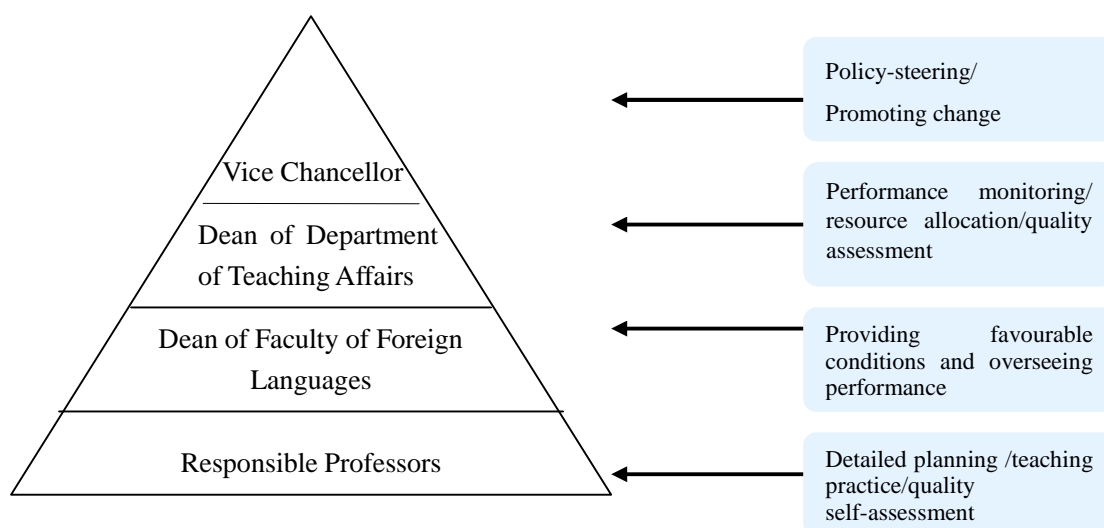 Policy-steering/
Promoting change
Vice Chancellor
Performance monitoring/
resource allocation/quality
assessment
Dean of Department
of Teaching Affairs
Providing favourable
conditions and overseeing
performance
Dean of Faculty of Foreign
Languages
Responsible Professors
Detailed planning /teaching
practice/quality
self-assessment